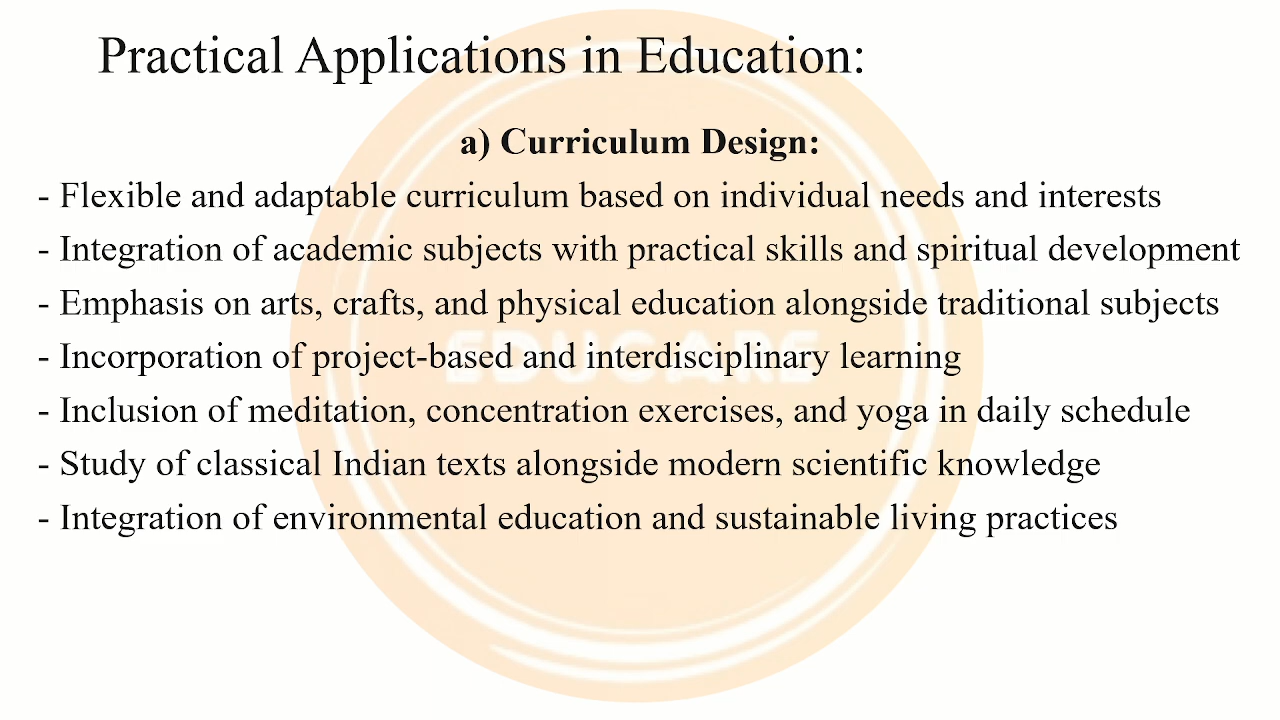 Practical Applications in Education:
a) Curriculum Design:
- Flexible and adaptable curriculum based on individual needs and interests
- Integration of academic subjects with practical skills and spiritual development
- Emphasis on arts, crafts, and physical education alongside traditional subjects
- Incorporation of project-based and interdisciplinary learning
EDUCARE
- Inclusion of meditation, concentration exercises, and yoga in daily schedule
- Study of classical Indian texts alongside modern scientific knowledge
- Integration of environmental education and sustainable living practices